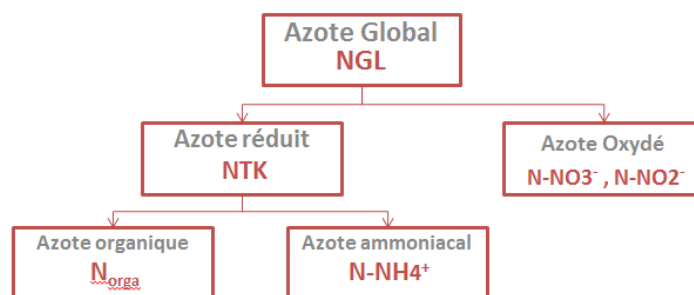 Azote Global
NGL
Azote réduit
NTK
Azote Oxydé
N-NO3⁻ , N-NO2⁻
Azote organique
Norga
Azote ammoniacal
N-NH4⁺